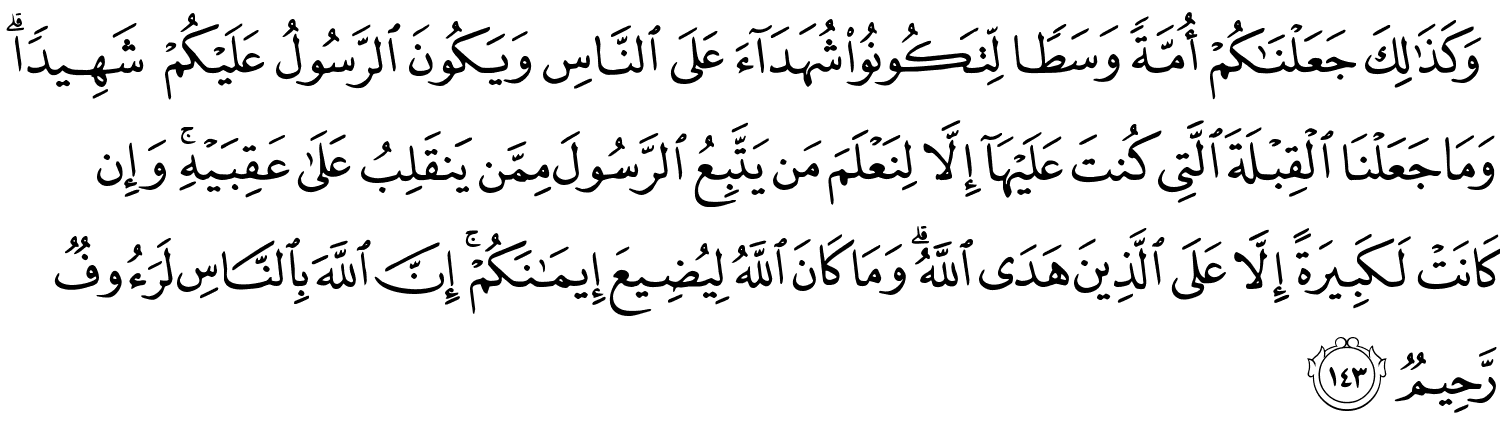 وَكَذَٰلِكَ جَعَلْنَـٰكُمْ أُمَّةً وَسَطًا لِّتَكُونُوا۟ شُهَدَآءَ عَلَى ٱلنَّاسِ وَيَكُونَ ٱلرَّسُولُ عَلَيْكُمْ شَهِيدًا ۗ
وَمَا جَعَلْنَا ٱلْقِبْلَةَ ٱلَّتِى كُنتَ عَلَيْهَآ إِلَّا لِنَعْلَمَ مَن يَتَّبِعُ ٱلرَّسُولَ مِمَّن يَنقَلِبُ عَلَىٰ عَقِبَيْهِ ۚ وَإِن
كَانَتْ لَكَبِيرَةً إِلَّا عَلَى ٱلَّذِينَ هَدَى ٱللَّهُ ۗ وَمَا كَانَ ٱللَّهُ لِيُضِيعَ إِيمَـٰنَكُمْ ۚ إِنَّ ٱللَّهَ بِٱلنَّاسِ لَرَءُوفٌ
رَّحِيمٌ ١٤٣